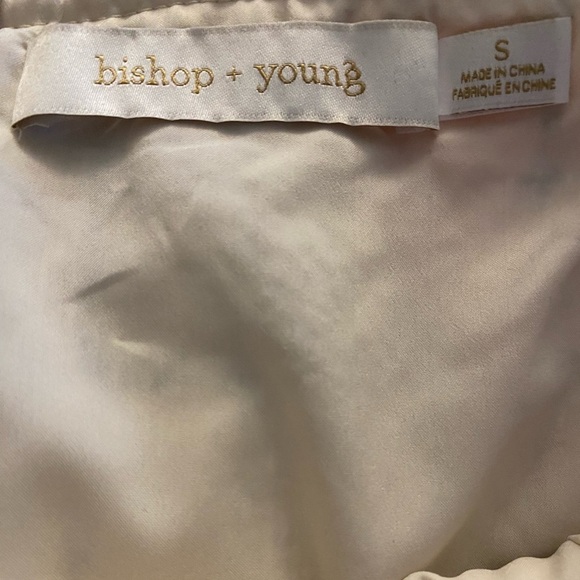 bishop + young
S
MADE IN CHINA
FABRIQUÉ EN CHINE